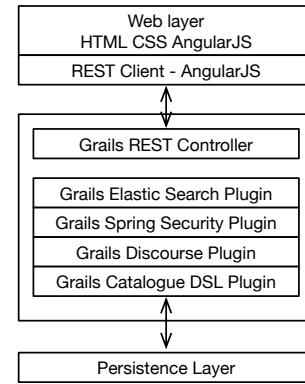 Web layer
HTML CSS AngularJS
REST Client - AngularJS
Grails REST Controller
Grails Elastic Search Plugin
Grails Spring Security Plugin
Grails Discourse Plugin
Grails Catalogue DSL Plugin
Persistence Layer